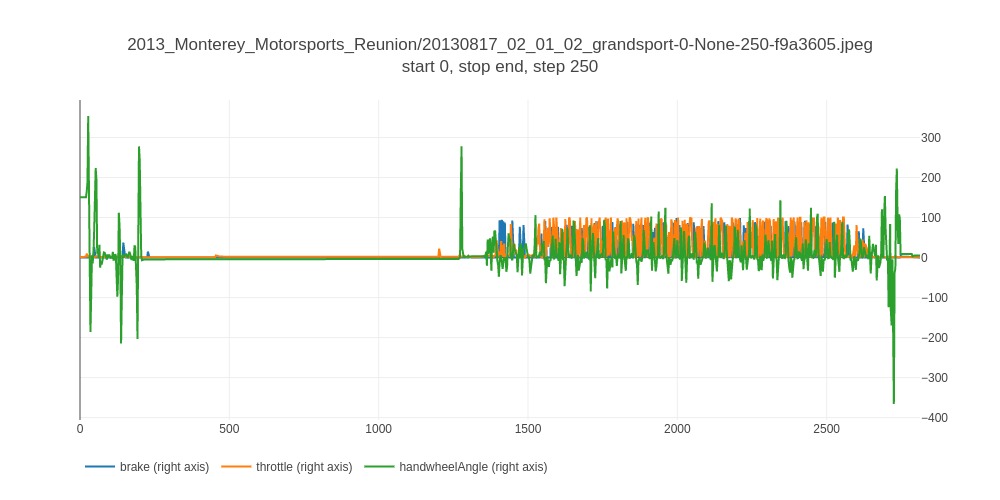 2013_Monterey_Motorsports_Reunion/20130817_02_01_02_grandsport-0-None-250-f9a3605.jpeg
start 0, stop end, step 250
300
200
100
0
−100
−200
−300
−400
0 500 1000 1500 2000 2500
brake (right axis) throttle (right axis) handwheelAngle (right axis)